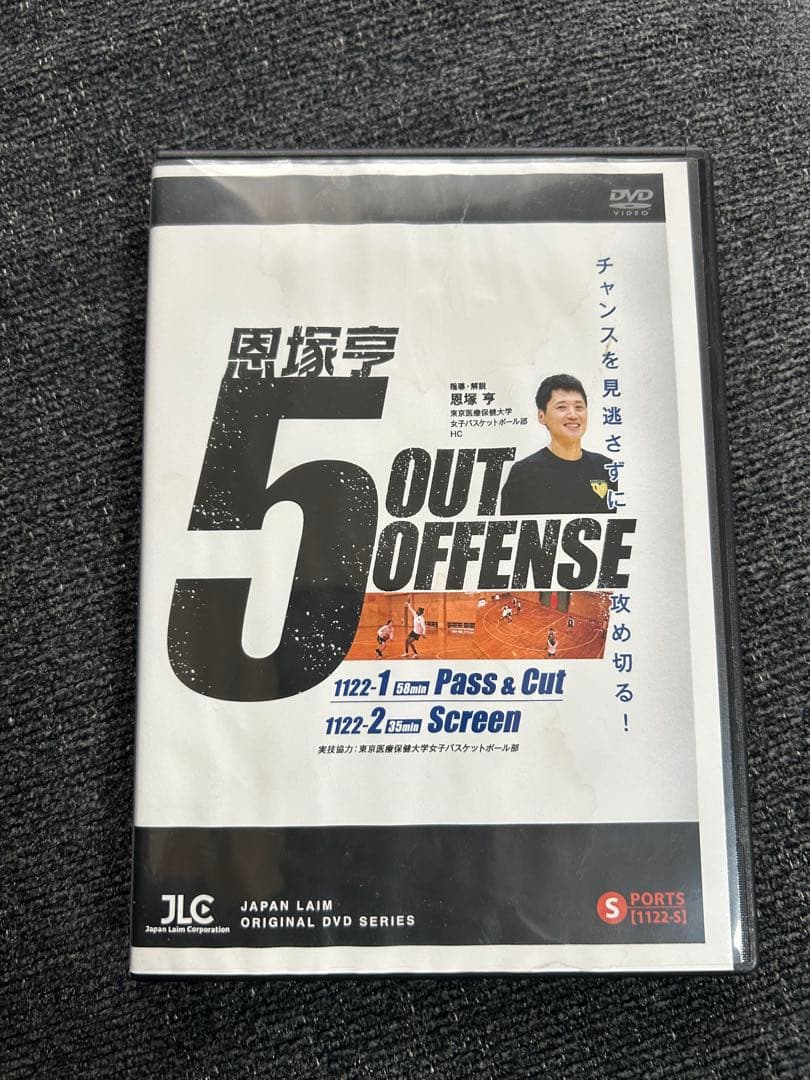 DVD
VIDEO
チャンスを見逃さずに攻め切る!
恩塚亨
5 OUT OFFENSE
指導・解説
恩塚 亨
東京医療保健大学
女子バスケットボール部
HC
1122-1 58min Pass & Cut
1122-2 35min Screen
実技協力:東京医療保健大学女子バスケットボール部
JLC
Japan Laim Corporation
JAPAN LAIM
ORIGINAL DVD SERIES
SPORTS
[1122-S]